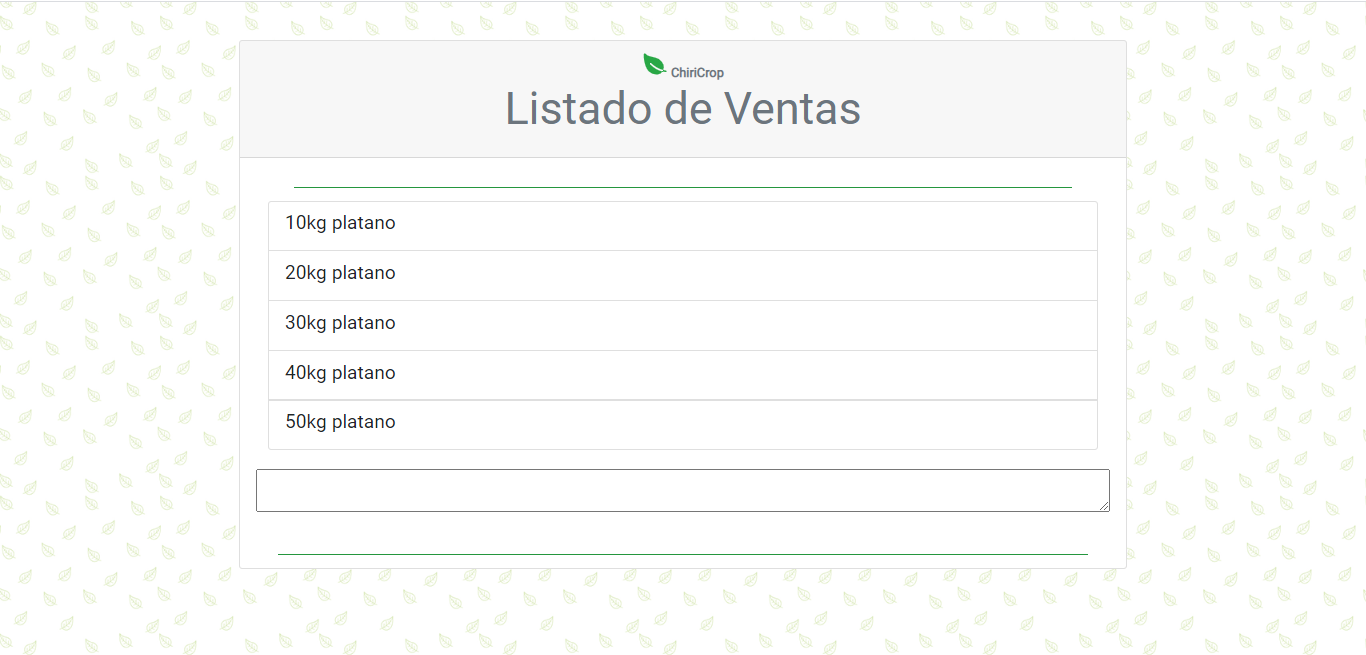 ChiriCrop
Listado de Ventas
10kg platano
20kg platano
30kg platano
40kg platano
50kg platano